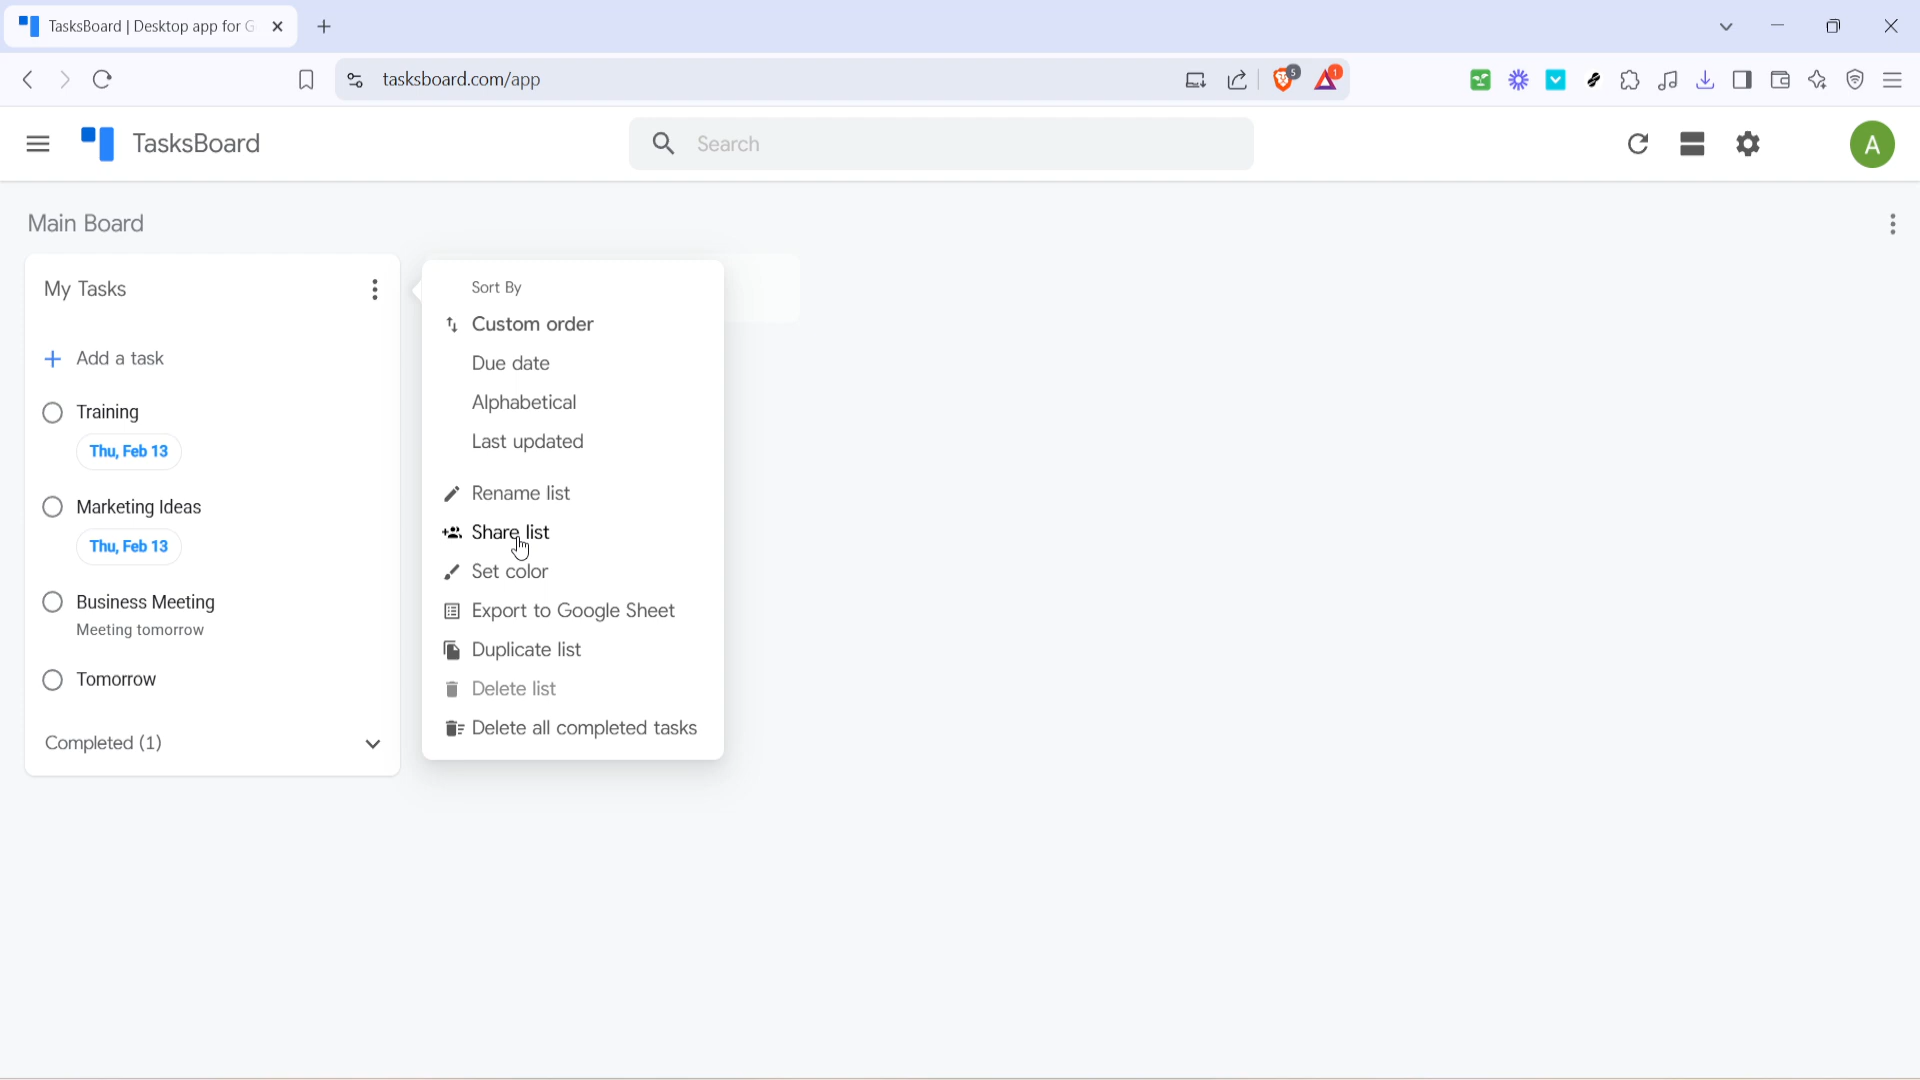 TasksBoard | Desktop app for G
tasksboard.com/app
5
1
TasksBoard
Search
A
Main Board
My Tasks
Add a task
Training
Thu, Feb 13
Marketing Ideas
Thu, Feb 13
Business Meeting
Meeting tomorrow
Tomorrow
Completed (1)
Sort By
Custom order
Due date
Alphabetical
Last updated
Rename list
Share list
Set color
Export to Google Sheet
Duplicate list
Delete list
Delete all completed tasks